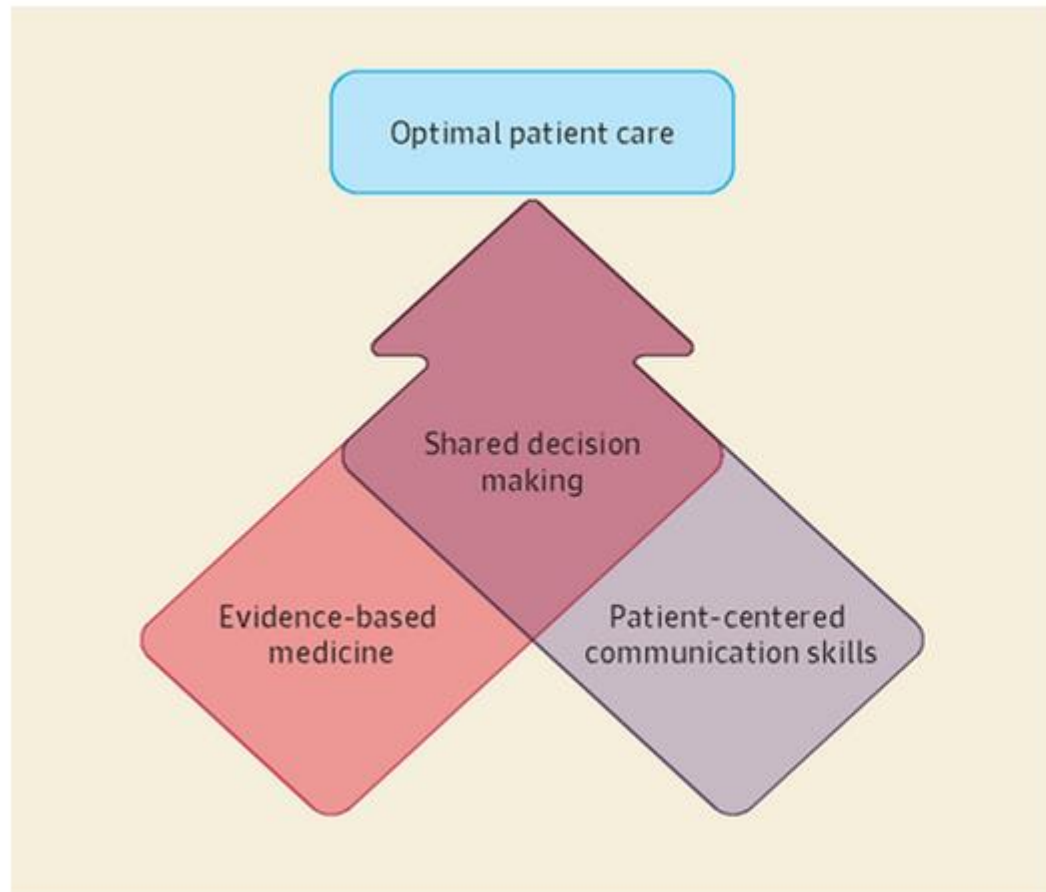 Optimal patient care
Shared decision
making
Evidence-based
medicine
Patient-centered
communication skills